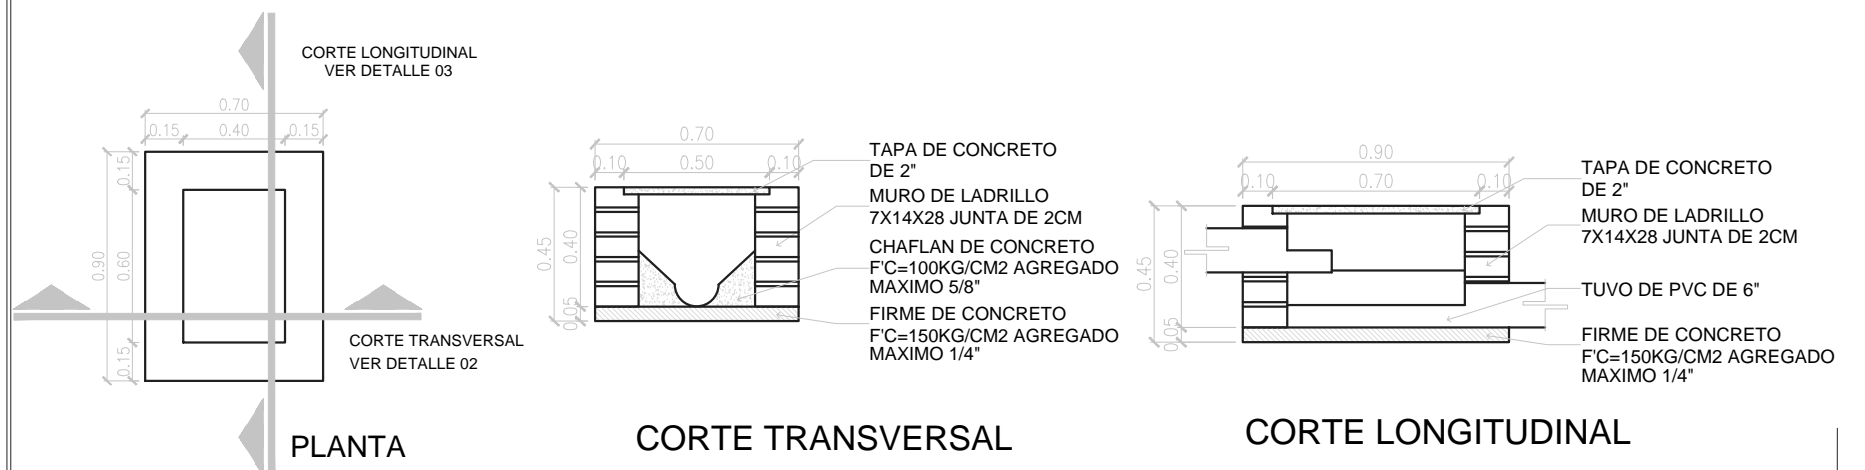 CORTE LONGITUDINAL
VER DETALLE 03
0.70
0.15
0.40
0.15
0.15
0.90
0.60
0.15
CORTE TRANSVERSAL
VER DETALLE 02
PLANTA
0.70
0.10
0.50
0.10
0.45
0.40
0.05
TAPA DE CONCRETO
DE 2"
MURO DE LADRILLO
7X14X28 JUNTA DE 2CM
CHAFLAN DE CONCRETO
F'C=100KG/CM2 AGREGADO
MAXIMO 5/8"
FIRME DE CONCRETO
F'C=150KG/CM2 AGREGADO
MAXIMO 1/4"
CORTE TRANSVERSAL
0.90
0.10
0.70
0.10
0.45
0.40
0.05
TAPA DE CONCRETO
DE 2"
MURO DE LADRILLO
7X14X28 JUNTA DE 2CM
TUVO DE PVC DE 6"
FIRME DE CONCRETO
F'C=150KG/CM2 AGREGADO
MAXIMO 1/4"
CORTE LONGITUDINAL